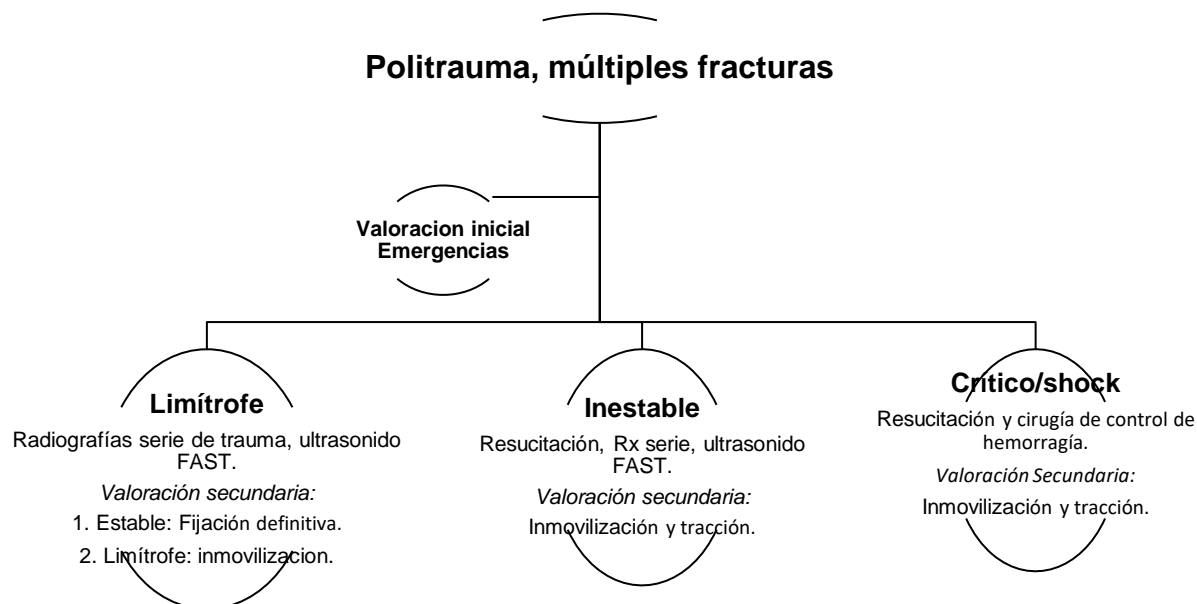 Politrauma, múltiples fracturas
Valoracion inicial
Emergencias
Limítrofe
Radiografías serie de trauma, ultrasonido
FAST.
Valoración secundaria:
1. Estable: Fijación definitiva.
2. Limítrofe: inmovilizacion.
Inestable
Resucitación, Rx serie, ultrasonido
FAST.
Valoración secundaria:
Inmovilización y tracción.
Crítico/shock
Resucitación y cirugía de control de
hemorragía.
Valoración Secundaria:
Inmovilización y tracción.